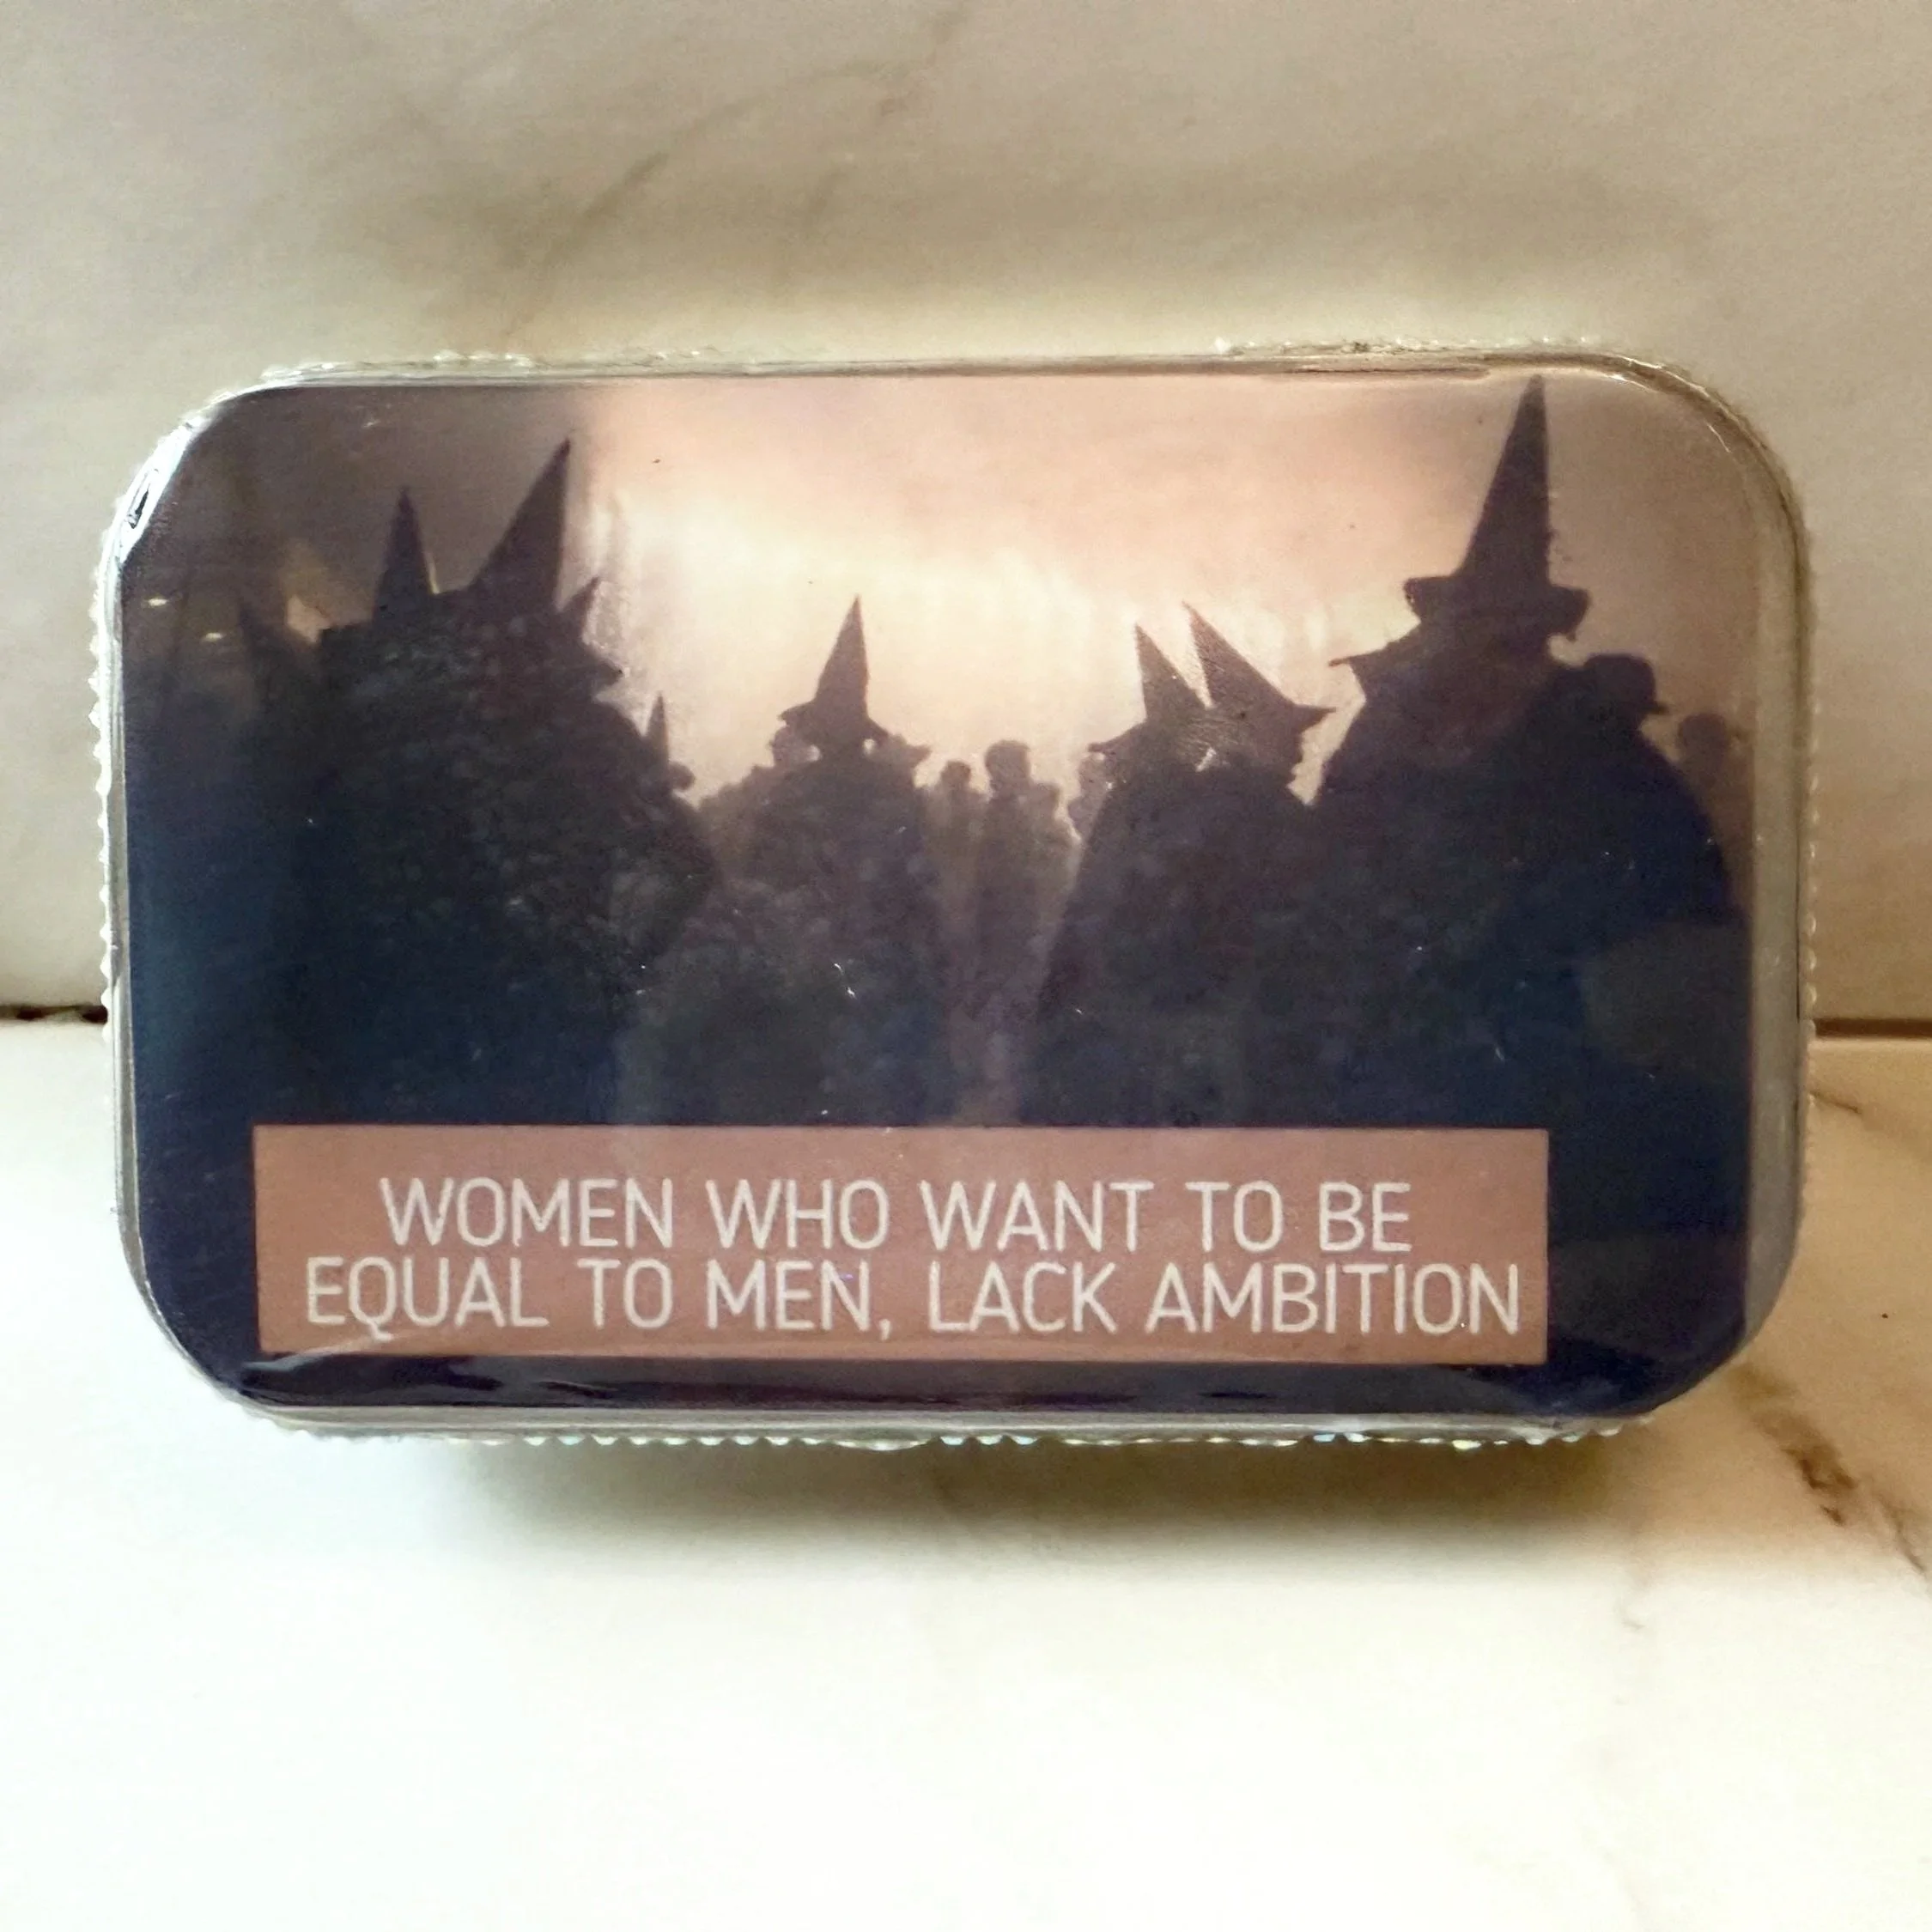 WOMEN WHO WANT TO BE
EQUAL TO MEN, LACK AMBITION